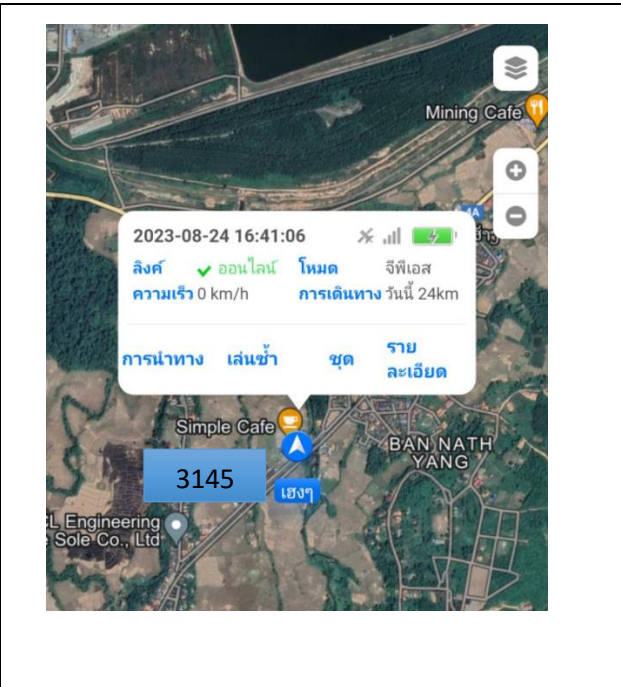 Mining Cafe
4A
2023-08-24 16:41:06
ลิงค์ ออนไลน์ โหมด จีพีเอส
ความเร็ว 0 km/h การเดินทาง วันนี้ 24km
การนำทาง เล่นซ้ำ ชุด ราย
ละเอียด
Simple Cafe
BAN NATH
YANG
3145
เฮงๆ
CL Engineering
Sole Co., Ltd